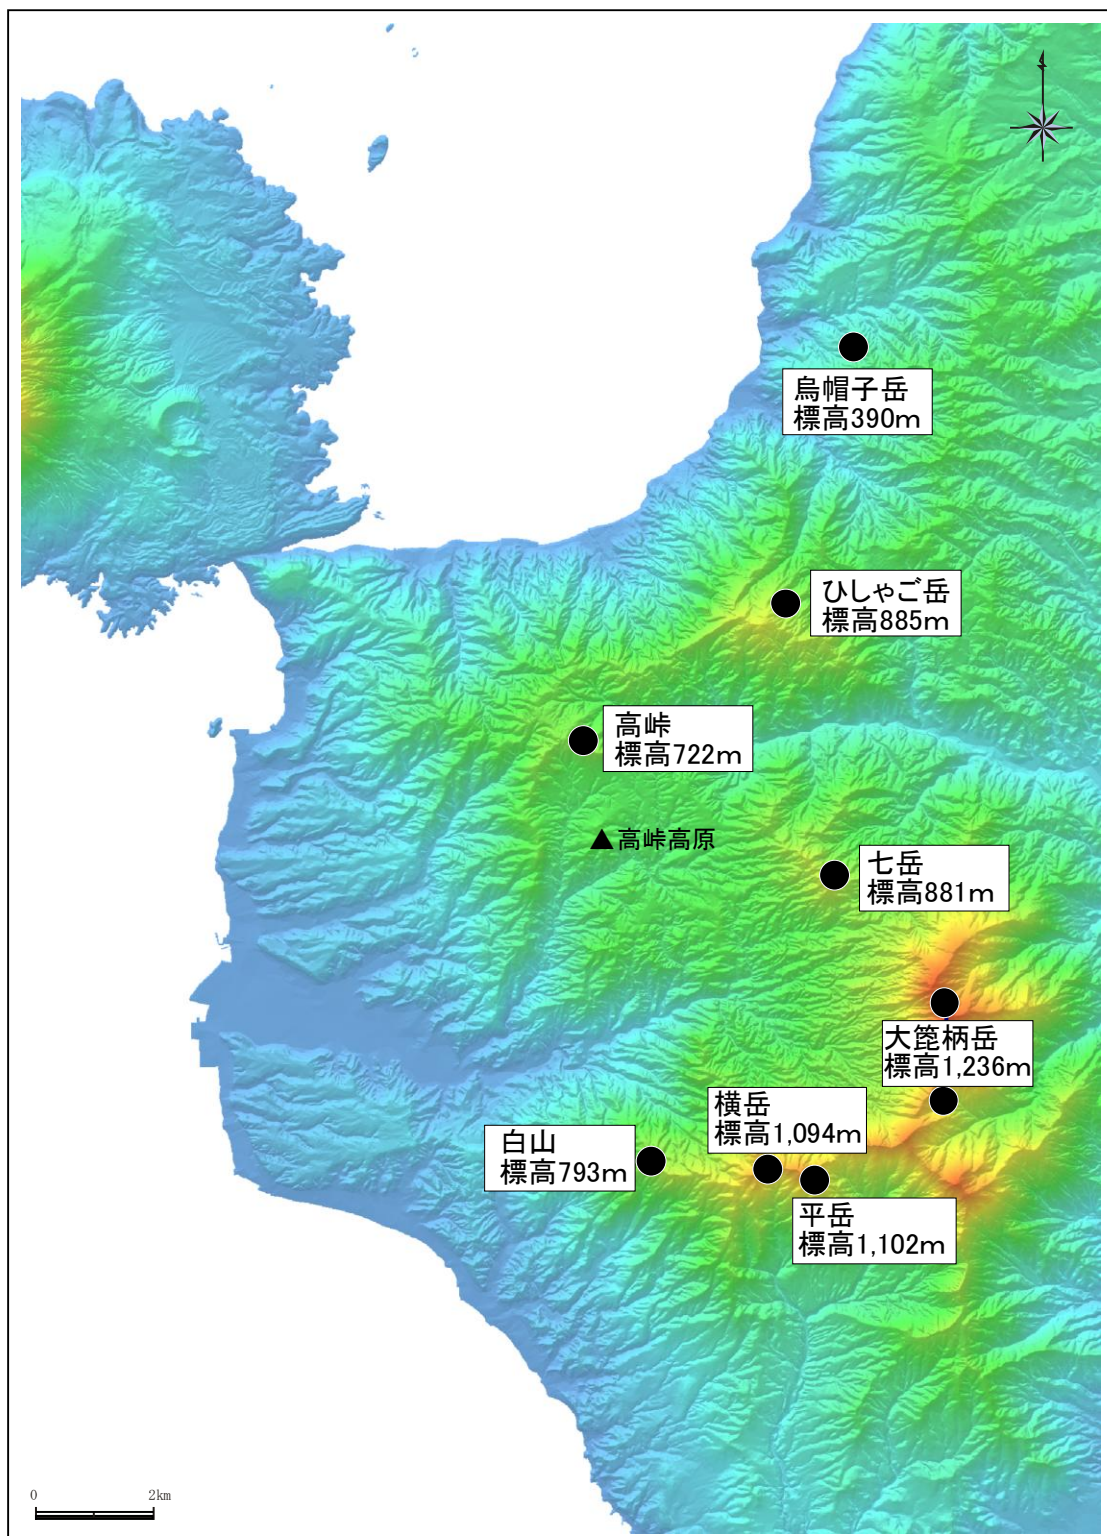 烏帽子岳
標高390m
ひしゃご岳
標高885m
高峠
標高722m
高峠高原
七岳
標高881m
大箆柄岳
標高1,236m
横岳
標高1,094m
白山
標高793m
平岳
標高1,102m
0 2km